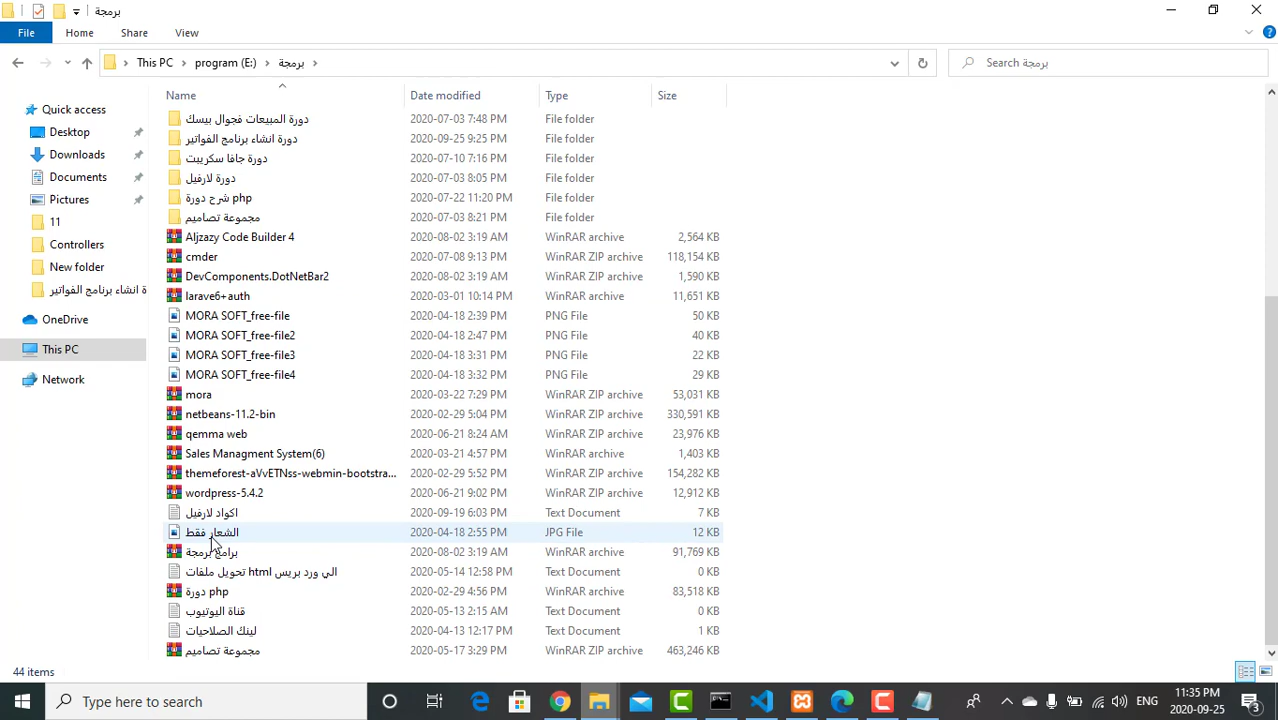 برمجة
File Home Share View
This PC program (E:) برمجة Search برمجة
Name Date modified Type Size
Quick access
Desktop
Downloads
Documents
Pictures
11
Controllers
New folder
ة انشاء برنامج الفواتير
OneDrive
This PC
Network
دورة المبيعات فجوال بيسك 2020-07-03 7:48 PM File folder
دورة انشاء برنامج الفواتير 2020-09-25 9:25 PM File folder
دورة جافا سكربيت 2020-07-10 7:16 PM File folder
دورة لارفيل 2020-07-03 8:05 PM File folder
php شرح دورة 2020-07-22 11:20 PM File folder
مجموعة تصاميم 2020-07-03 8:21 PM File folder
Aljzazy Code Builder 4 2020-08-02 3:19 AM WinRAR archive 2,564 KB
cmder 2020-07-08 9:13 PM WinRAR ZIP archive 118,154 KB
DevComponents.DotNetBar2 2020-08-02 3:19 AM WinRAR archive 1,590 KB
larave6+auth 2020-03-01 10:14 PM WinRAR archive 11,651 KB
MORA SOFT_free-file 2020-04-18 2:39 PM PNG File 50 KB
MORA SOFT_free-file2 2020-04-18 2:47 PM PNG File 40 KB
MORA SOFT_free-file3 2020-04-18 3:31 PM PNG File 22 KB
MORA SOFT_free-file4 2020-04-18 3:32 PM PNG File 29 KB
mora 2020-03-22 7:29 PM WinRAR ZIP archive 53,031 KB
netbeans-11.2-bin 2020-02-29 5:04 PM WinRAR ZIP archive 330,591 KB
qemma web 2020-06-21 8:24 AM WinRAR ZIP archive 23,976 KB
Sales Managment System(6) 2020-03-21 4:57 PM WinRAR ZIP archive 1,403 KB
themeforest-aVvETNss-webmin-bootstra... 2020-02-29 5:52 PM WinRAR ZIP archive 154,282 KB
wordpress-5.4.2 2020-06-21 9:02 PM WinRAR ZIP archive 12,912 KB
اكواد لارفيل 2020-09-19 6:03 PM Text Document 7 KB
الشعار فقط 2020-04-18 2:55 PM JPG File 12 KB
برامج برمجة 2020-08-02 3:19 AM WinRAR ZIP archive 91,769 KB
الي ورد بريس html تحويل ملفات 2020-05-14 12:58 PM Text Document 0 KB
php دورة 2020-02-29 4:56 PM WinRAR ZIP archive 83,518 KB
قناة اليوتيوب 2020-05-13 2:15 AM Text Document 0 KB
لينك الصلاحيات 2020-04-13 12:17 PM Text Document 1 KB
مجموعة تصاميم 2020-05-17 3:29 PM WinRAR ZIP archive 463,246 KB
44 items
Type here to search ENG 11:35 PM
2020-09-25 3